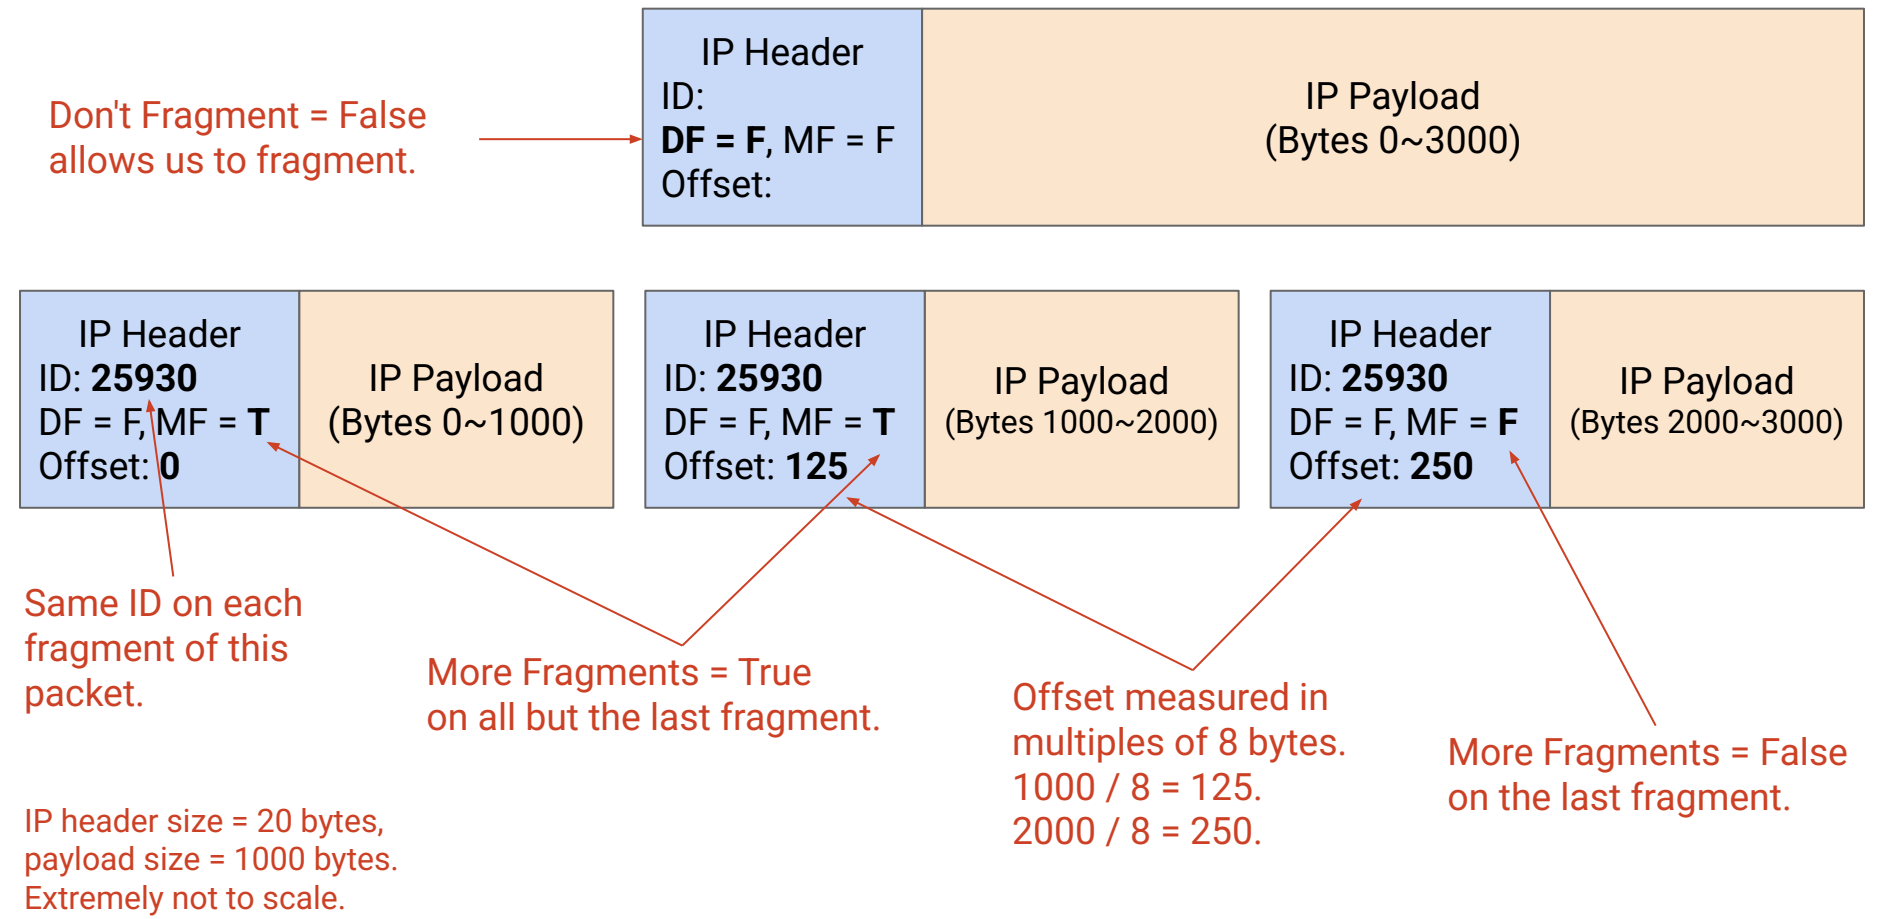 Don't Fragment = False
allows us to fragment.
IP Header
ID:
DF = F, MF = F
Offset:
IP Payload
(Bytes 0~3000)
IP Header
ID: 25930
DF = F, MF = T
Offset: 0
IP Payload
(Bytes 0~1000)
IP Header
ID: 25930
DF = F, MF = T
Offset: 125
IP Payload
(Bytes 1000~2000)
IP Header
ID: 25930
DF = F, MF = F
Offset: 250
IP Payload
(Bytes 2000~3000)
Same ID on each
fragment of this
packet.
More Fragments = True
on all but the last fragment.
Offset measured in
multiples of 8 bytes.
1000 / 8 = 125.
2000 / 8 = 250.
More Fragments = False
on the last fragment.
IP header size = 20 bytes,
payload size = 1000 bytes.
Extremely not to scale.